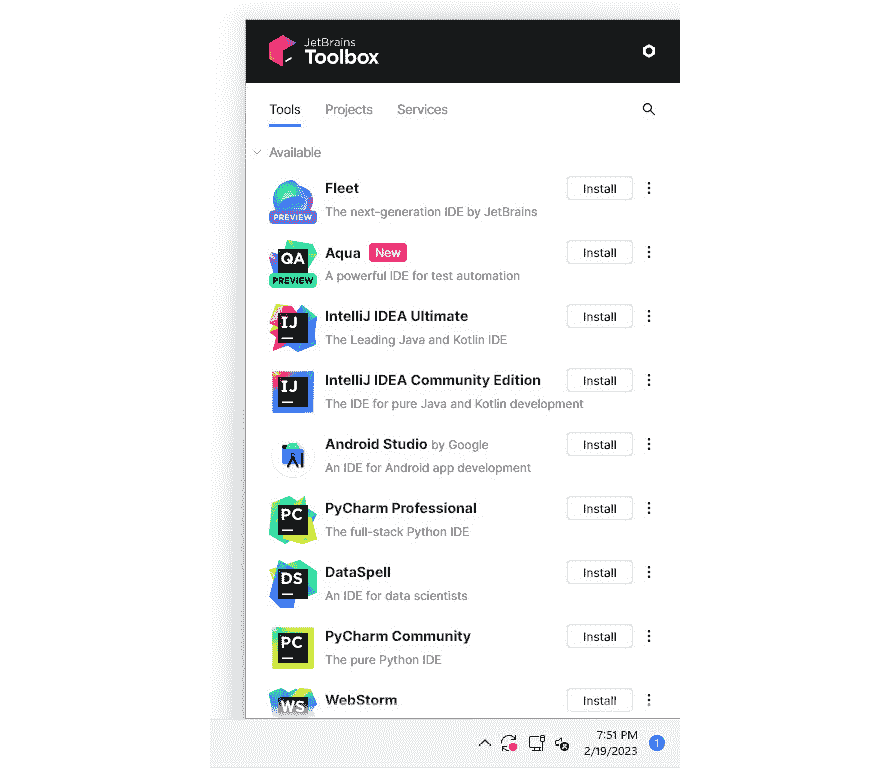 JetBrains
Toolbox
Tools Projects Services
Available
Fleet Install
PREVIEW The next-generation IDE by JetBrains
QA Aqua New Install
PREVIEW A powerful IDE for test automation
IJ IntelliJ IDEA Ultimate Install
The Leading Java and Kotlin IDE
IJ IntelliJ IDEA Community Edition Install
The IDE for pure Java and Kotlin development
Android Studio by Google Install
An IDE for Android app development
PC PyCharm Professional Install
The full-stack Python IDE
DS DataSpell Install
An IDE for data scientists
PC PyCharm Community Install
The pure Python IDE
WS WebStorm Install
7:51 PM
2/19/2023 1